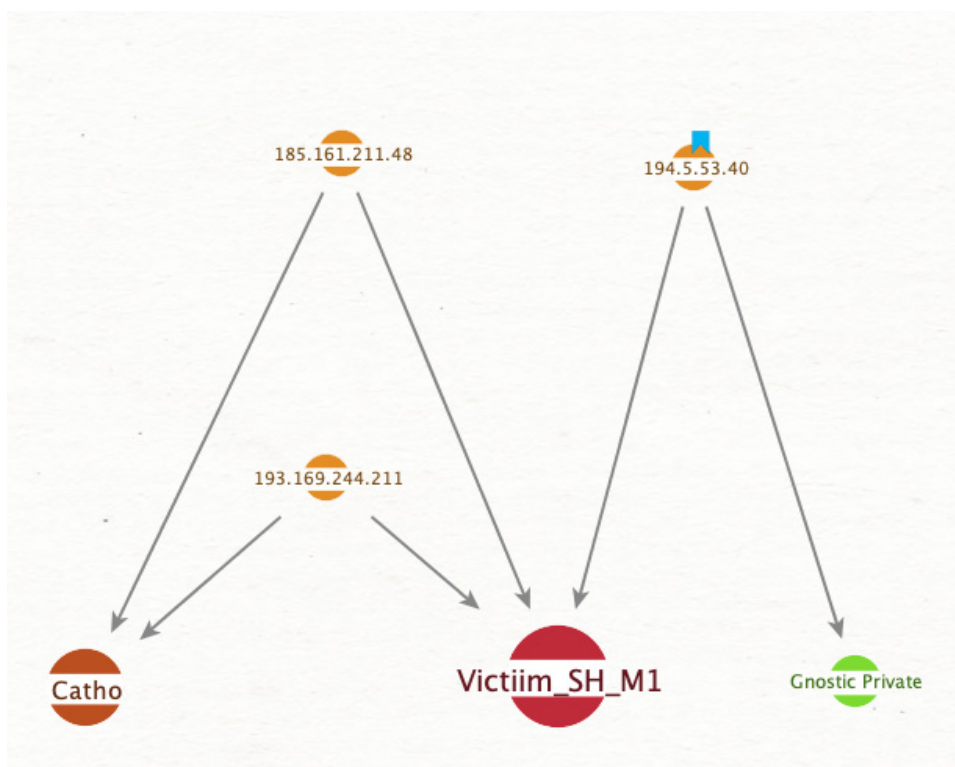 185.161.211.48
194.5.53.40
193.169.244.211
Catho
Victiim_SH_M1
Gnostic Private